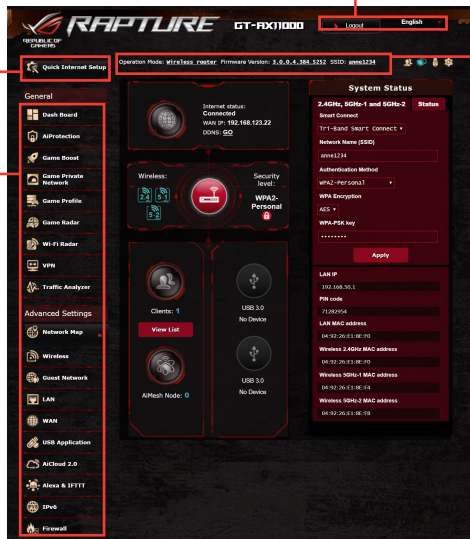 REPUBLIC OF
GAMERS
RAPTURE GT-AX11000
Logout English
Quick Internet Setup
Operation Mode: Wireless router Firmware Version: 3.0.0.4.384_5252 SSID: anne1234
General
Dash Board
AiProtection
Game Boost
Game Private
Network
Game Profile
Game Radar
Wi-Fi Radar
VPN
Traffic Analyzer
Advanced Settings
Network Map
Wireless
Guest Network
LAN
WAN
USB Application
AiCloud 2.0
Alexa & IFTTT
IPv6
Firewall
Internet status:
Connected
WAN IP: 192.168.123.22
DDNS: GO
Wireless:
2.4 5-1
5-2
Security
level:
WPA2-
Personal
Clients: 1
View List
AiMesh Node: 0
USB 3.0
No Device
USB 3.0
No Device
System Status
2.4GHz, 5GHz-1 and 5GHz-2 Status
Smart Connect
Tri-Band Smart Connect
Network Name (SSID)
anne1234
Authentication Method
WPA2-Personal
WPA Encryption
AES
WPA-PSK key
••••••••
Apply
LAN IP
192.168.50.1
PIN code
71282954
LAN MAC address
04:92:26:E1:8E:F0
Wireless 2.4GHz MAC address
04:92:26:E1:8E:F0
Wireless 5GHz-1 MAC address
04:92:26:E1:8E:F4
Wireless 5GHz-2 MAC address
04:92:26:E1:8E:F8